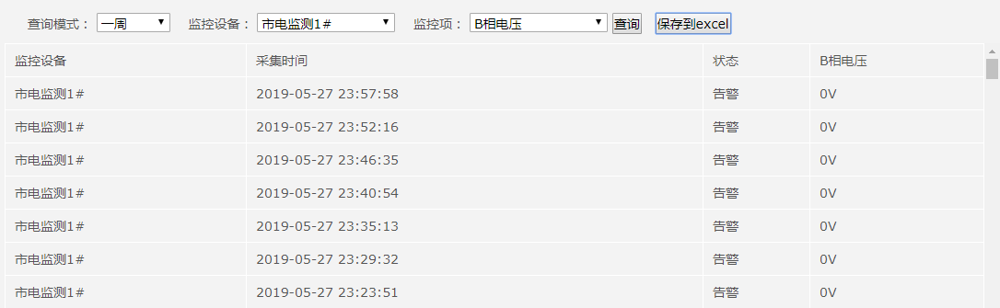 查询模式： 一周 监控设备： 市电监测1# 监控项： B相电压 查询 保存到excel
监控设备 采集时间 状态 B相电压
市电监测1# 2019-05-27 23:57:58 告警 0V
市电监测1# 2019-05-27 23:52:16 告警 0V
市电监测1# 2019-05-27 23:46:35 告警 0V
市电监测1# 2019-05-27 23:40:54 告警 0V
市电监测1# 2019-05-27 23:35:13 告警 0V
市电监测1# 2019-05-27 23:29:32 告警 0V
市电监测1# 2019-05-27 23:23:51 告警 0V